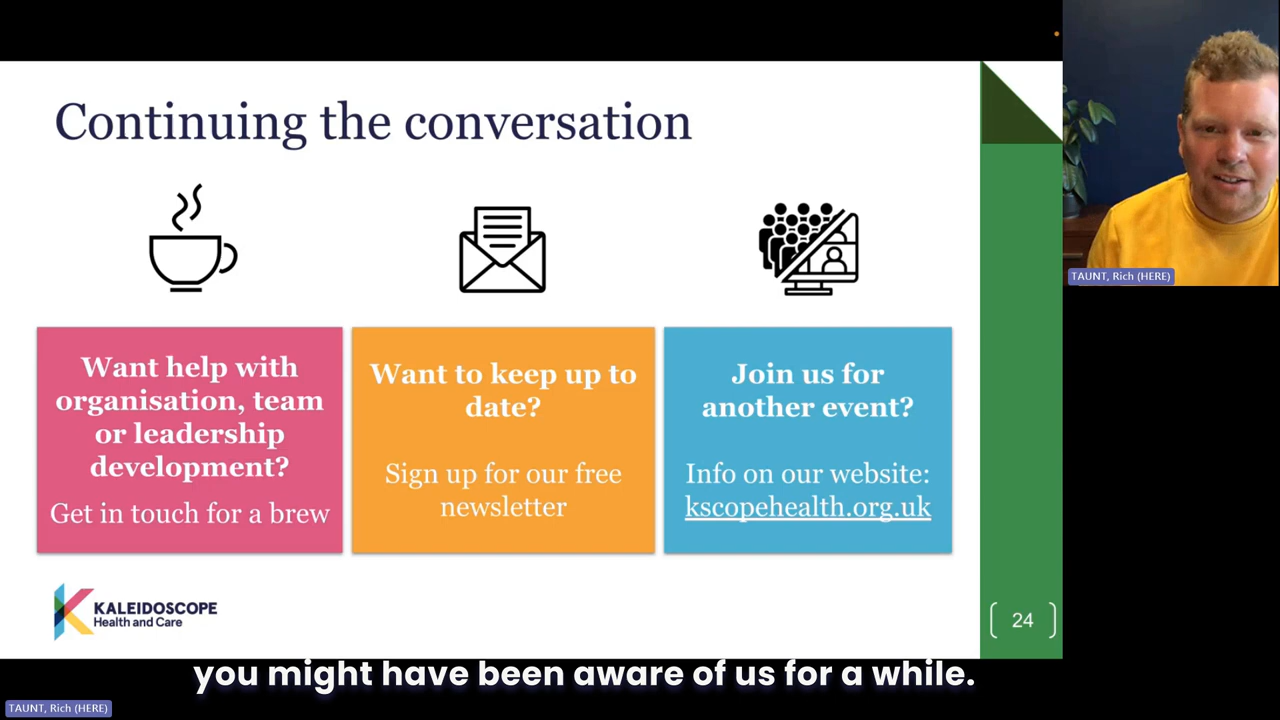 Continuing the conversation
Want help with
organisation, team
or leadership
development?
Get in touch for a brew
Want to keep up to
date?
Sign up for our free
newsletter
Join us for
another event?
Info on our website:
kscopehealth.org.uk
KALEIDOSCOPE
Health and Care
24
TAUNT, Rich (HERE)
you might have been aware of us for a while.
TAUNT, Rich (HERE)